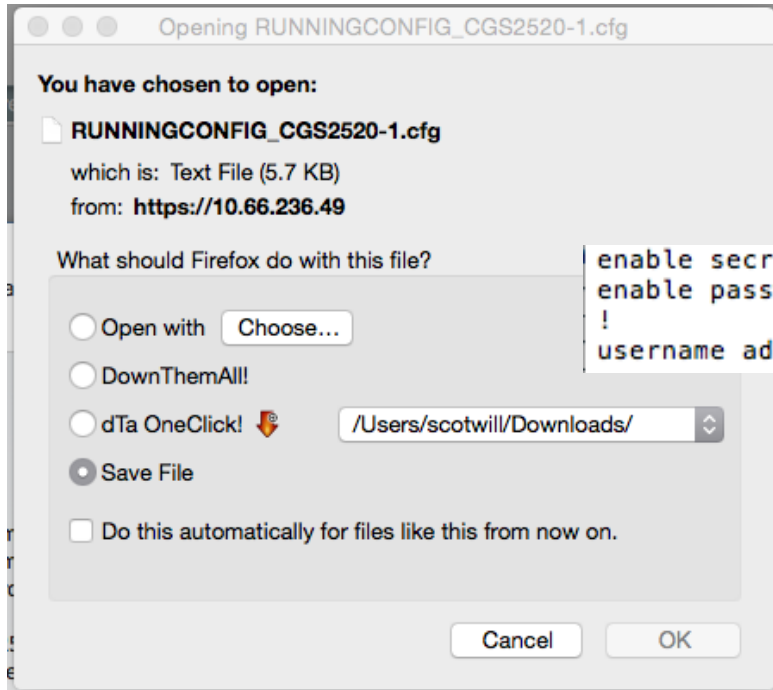 Opening RUNNINGCONFIG_CGS2520-1.cfg
You have chosen to open:
RUNNINGCONFIG_CGS2520-1.cfg
which is: Text File (5.7 KB)
from: https://10.66.236.49
What should Firefox do with this file?
enable secr
enable pass
!
username ad
Open with Choose...
DownThemAll!
dTa OneClick! /Users/scotwill/Downloads/
Save File
Do this automatically for files like this from now on.
Cancel OK